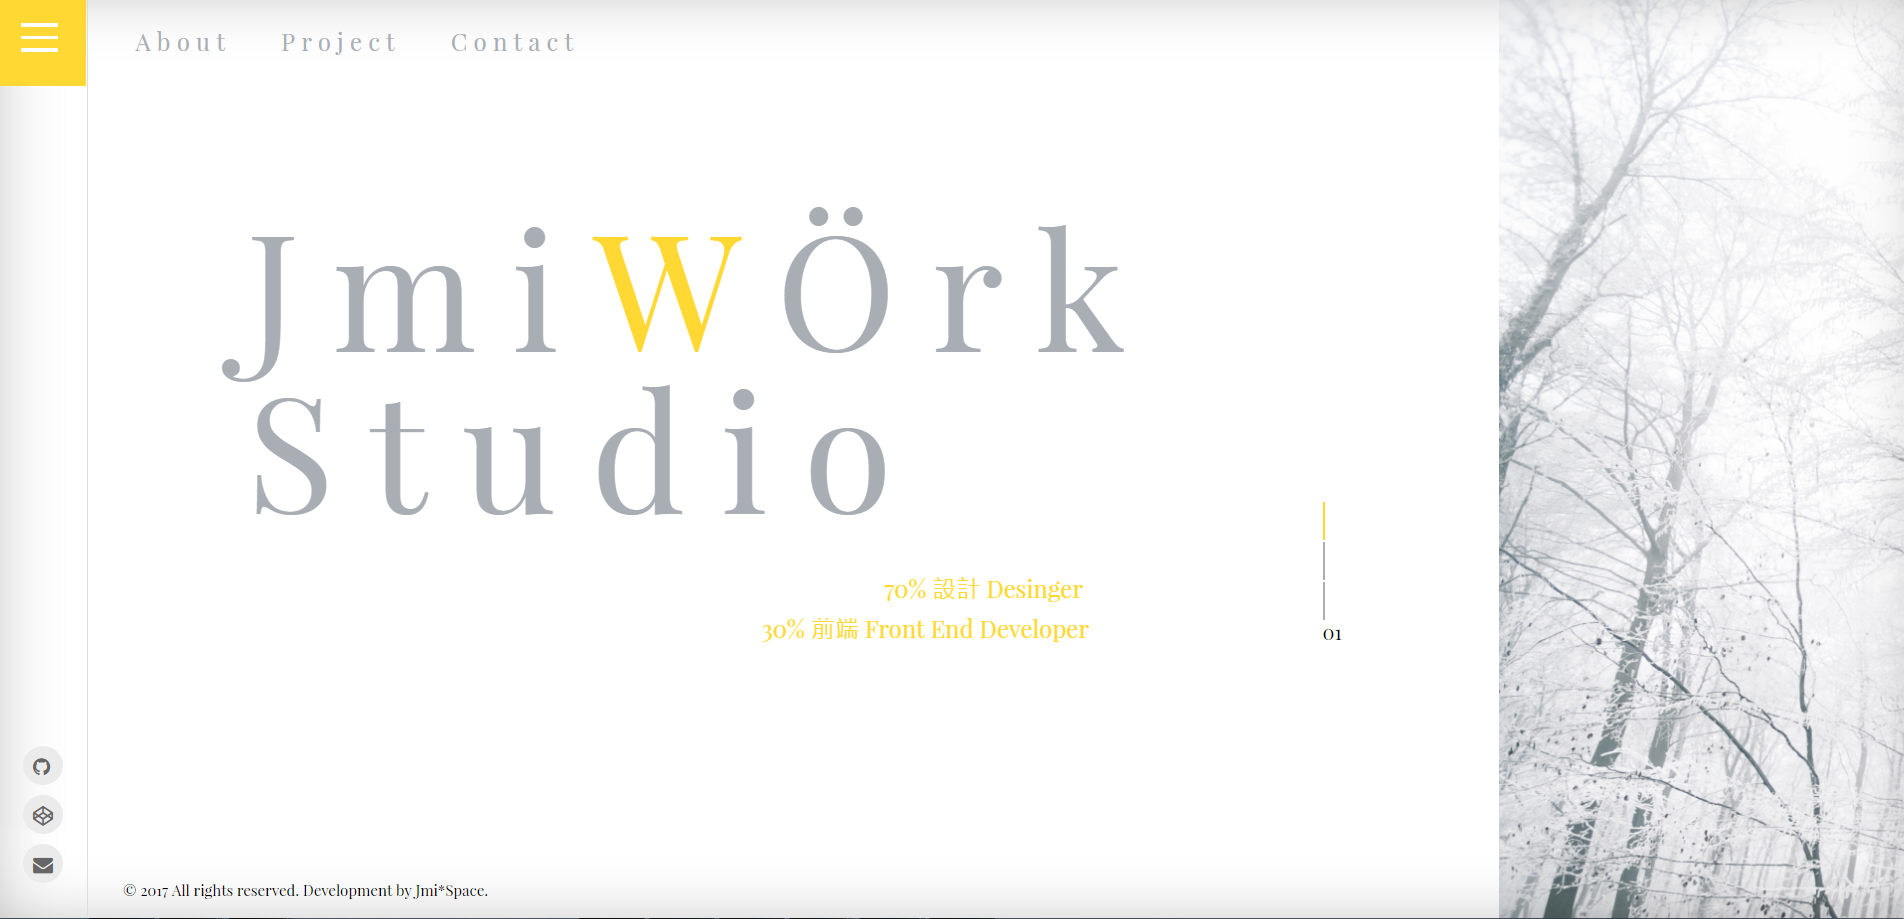 About Project Contact
JmiWÖrk
Studio
70% 設計 Desinger
30% 前端 Front End Developer
01
© 2017 All rights reserved. Development by Jmi*Space.